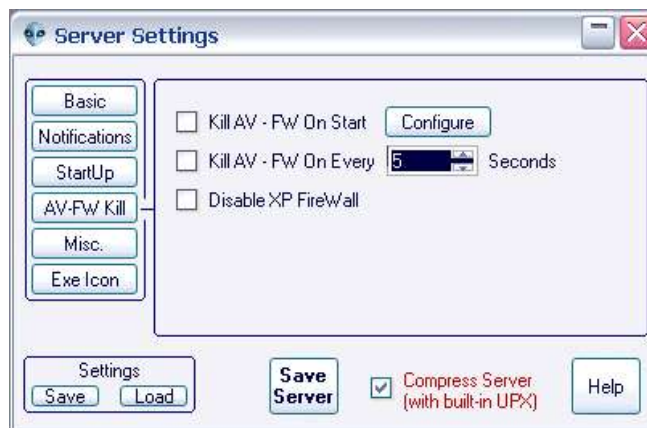 Server Settings
Basic
Notifications
StartUp
AV-FW Kill
Misc.
Exe Icon
Kill AV - FW On Start Configure
Kill AV - FW On Every 5 Seconds
Disable XP FireWall
Settings
Save Load
Save
Server
Compress Server
(with built-in UPX)
Help